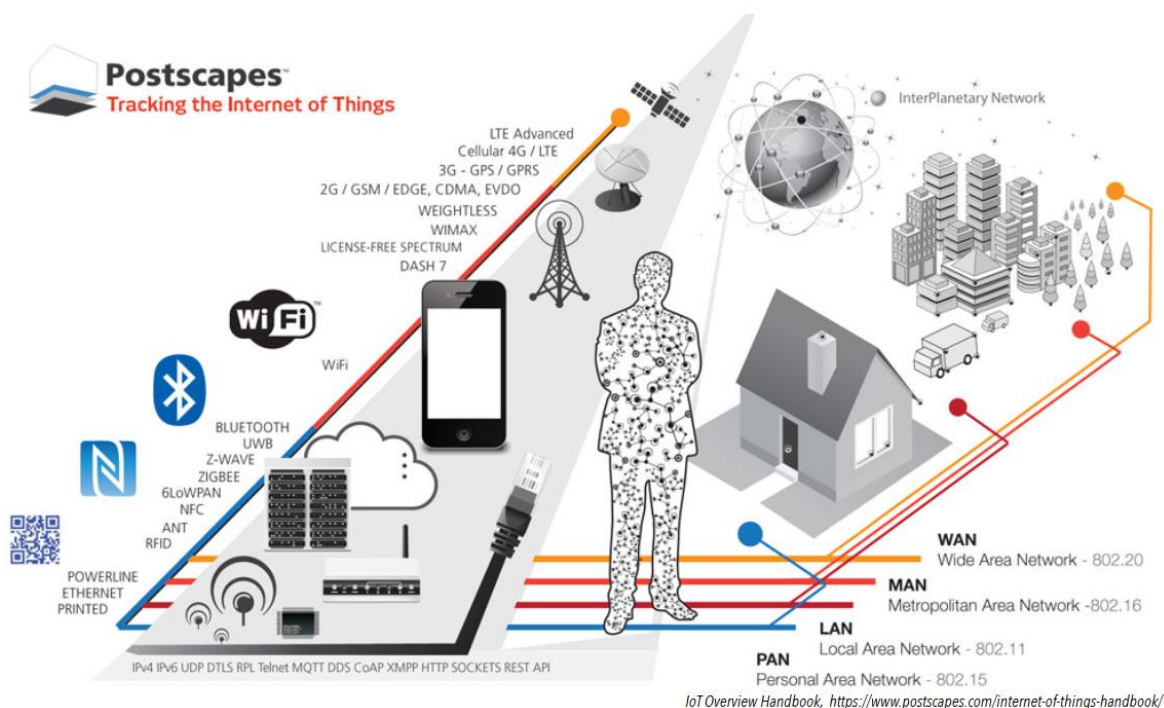 Postscapes™
Tracking the Internet of Things
InterPlanetary Network
LTE Advanced
Cellular 4G / LTE
3G - GPS / GPRS
2G / GSM / EDGE, CDMA, EVDO
WEIGHTLESS
WIMAX
LICENSE-FREE SPECTRUM
DASH 7
Wi Fi™
WiFi
BLUETOOTH
UWB
Z-WAVE
ZIGBEE
6LoWPAN
NFC
ANT
RFID
POWERLINE
ETHERNET
PRINTED
WAN
Wide Area Network - 802.20
MAN
Metropolitan Area Network -802.16
LAN
Local Area Network - 802.11
PAN
Personal Area Network - 802.15
IPv4 IPv6 UDP DTLS RPL Telnet MQTT DDS CoAP XMPP HTTP SOCKETS REST API
IoT Overview Handbook, https://www.postscapes.com/internet-of-things-handbook/